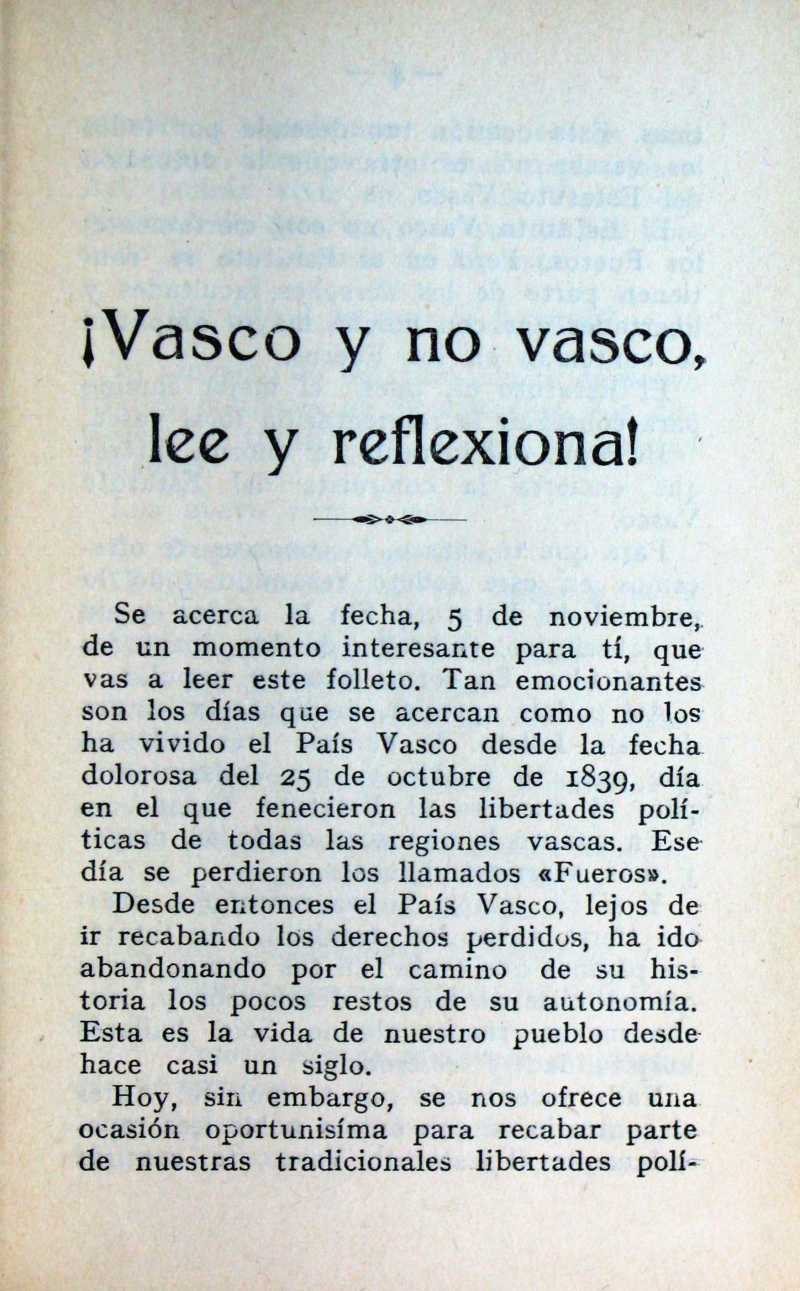 ¡Vasco y no vasco,
lee y reflexiona!
Se acerca la fecha, 5 de noviembre,
de un momento interesante para tí, que
vas a leer este folleto. Tan emocionantes
son los días que se acercan como no los
ha vivido el País Vasco desde la fecha
dolorosa del 25 de octubre de 1839, día
en el que fenecieron las libertades polí-
ticas de todas las regiones vascas. Ese
día se perdieron los llamados «Fueros».
Desde entonces el País Vasco, lejos de
ir recabando los derechos perdidos, ha ido
abandonando por el camino de su his-
toria los pocos restos de su autonomía.
Esta es la vida de nuestro pueblo desde
hace casi un siglo.
Hoy, sin embargo, se nos ofrece una
ocasión oportunisíma para recabar parte
de nuestras tradicionales libertades polí-